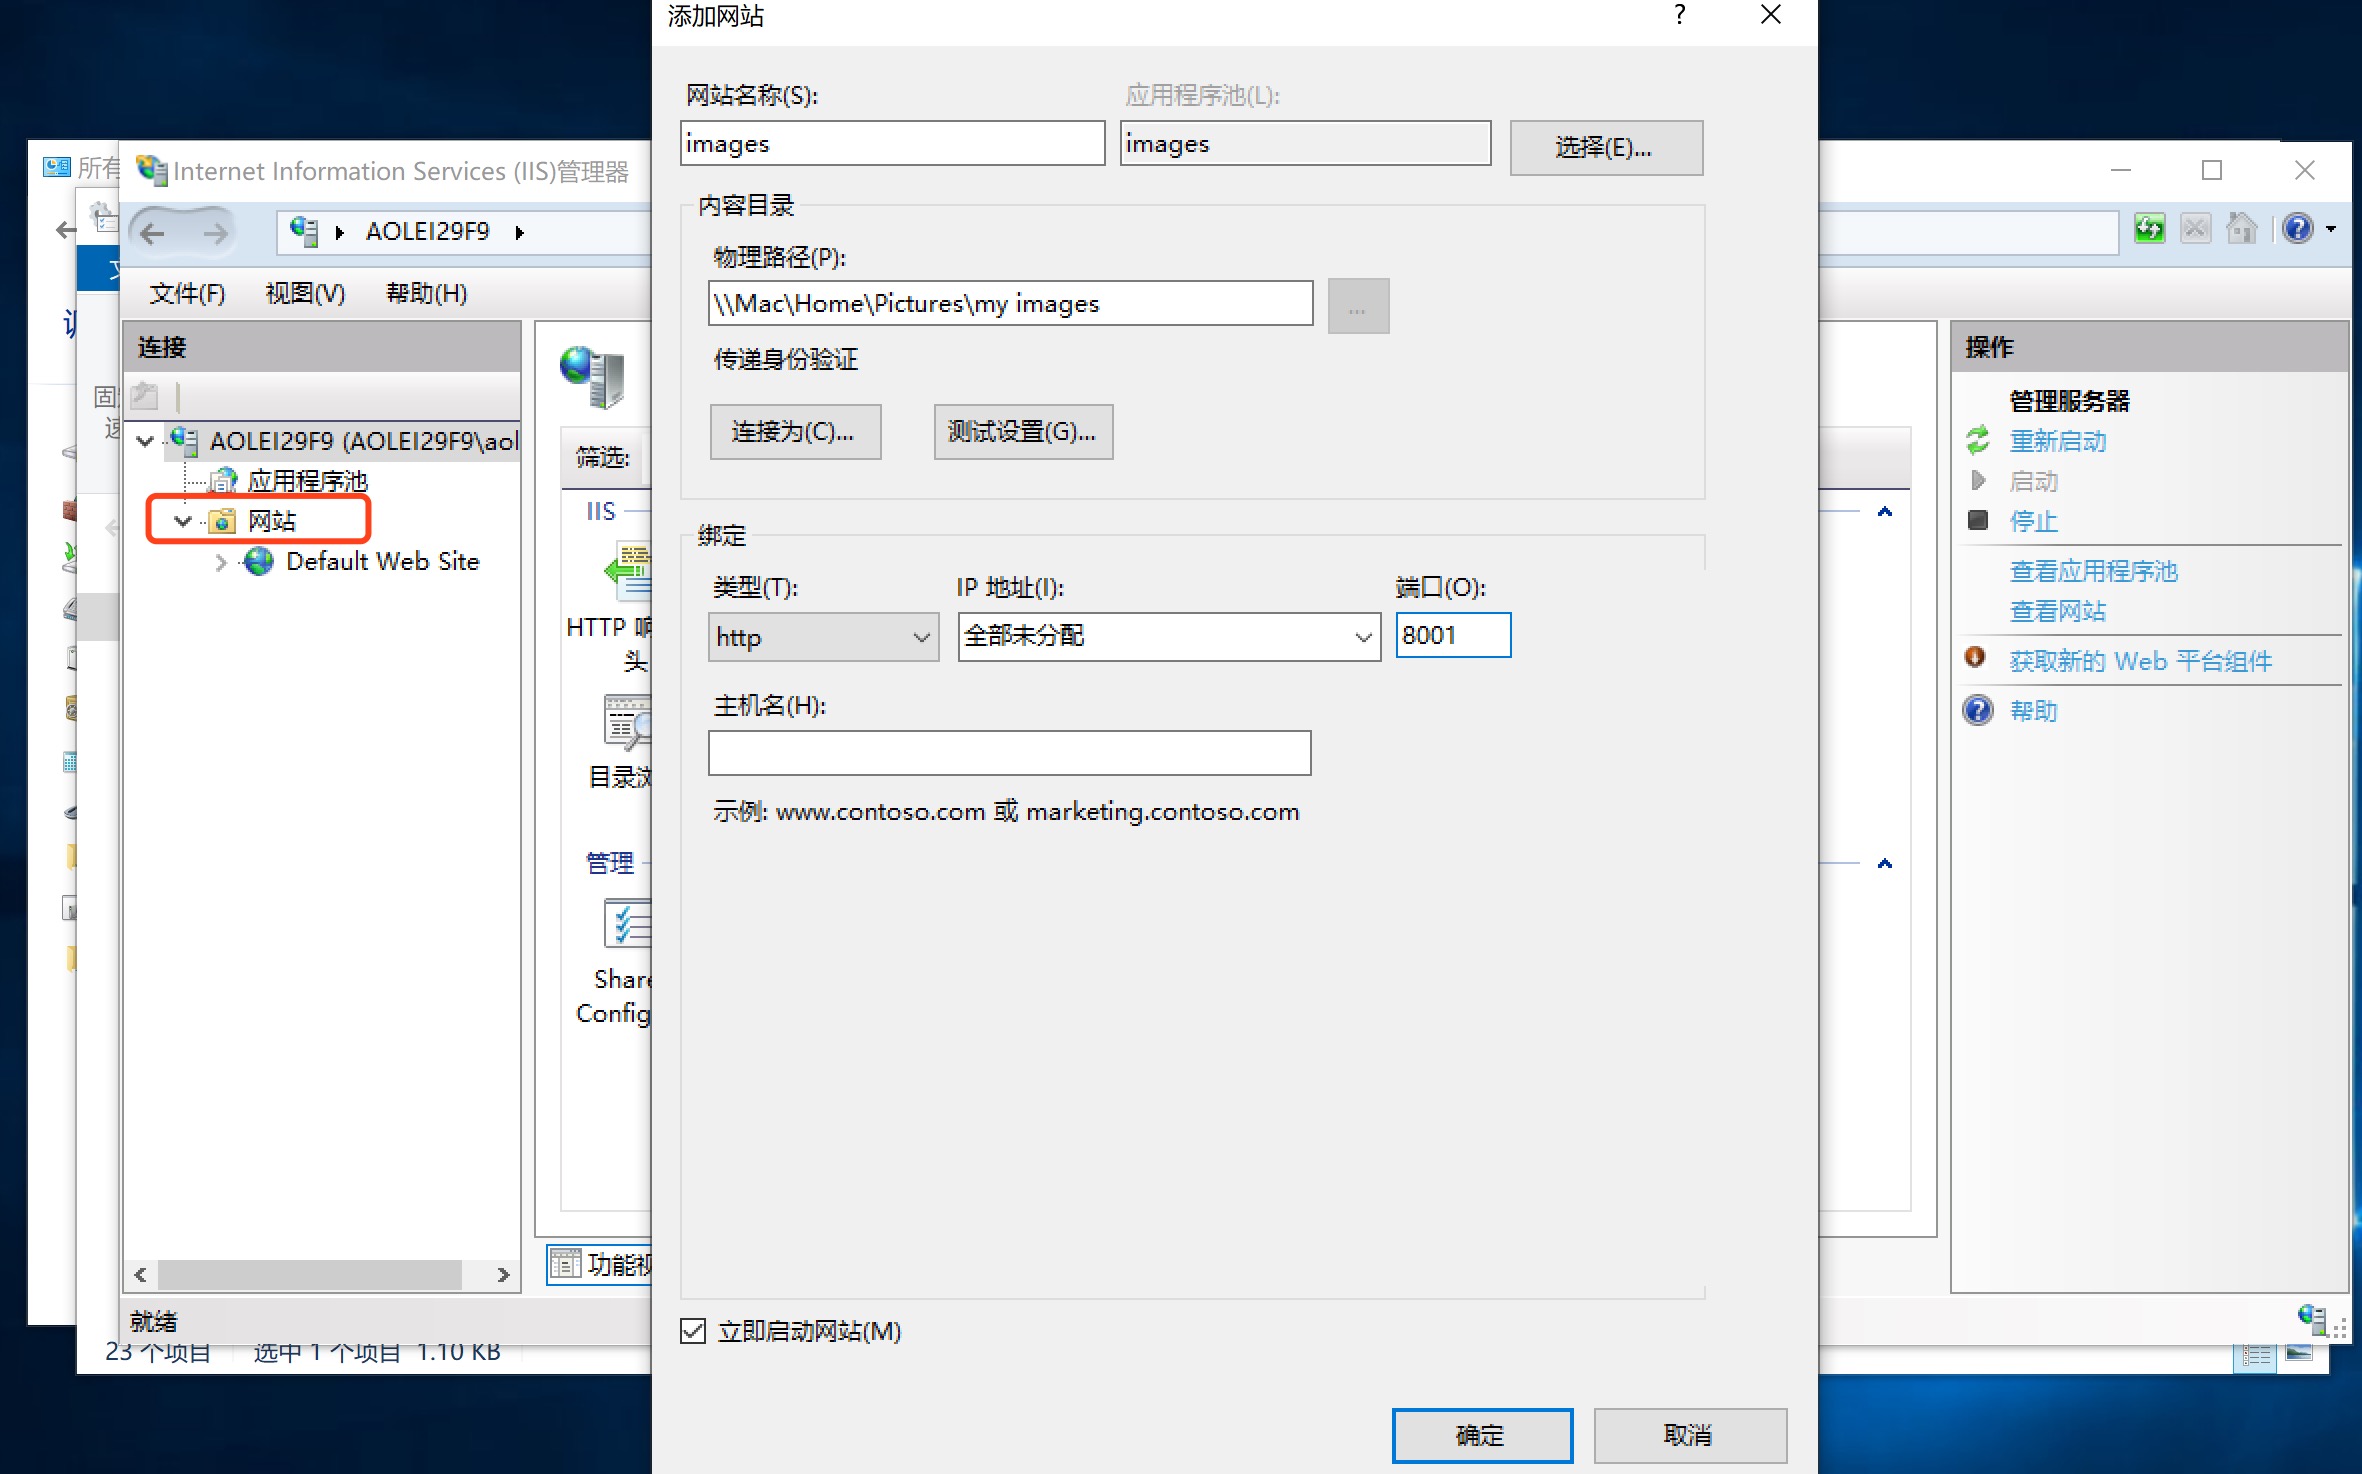 添加网站
?
网站名称(S):
应用程序池(L):
images
images
选择(E)...
内容目录
物理路径(P):
\\Mac\Home\Pictures\my images
...
传递身份验证
连接为(C)...
测试设置(G)...
绑定
类型(T):
IP 地址(I):
端口(O):
http
全部未分配
8001
主机名(H):
示例: www.contoso.com 或 marketing.contoso.com
立即启动网站(M)
确定
取消
所有
Internet Information Services (IIS)管理器
AOLEI29F9
文件(F)
视图(V)
帮助(H)
连接
AOLEI29F9 (AOLEI29F9\aol
应用程序池
网站
Default Web Site
就绪
23 个项目
选中 1 个项目
1.10 KB
筛选:
IIS
HTTP 响
头
目录浏
管理
Share
Config
功能视
操作
管理服务器
重新启动
启动
停止
查看应用程序池
查看网站
获取新的 Web 平台组件
帮助